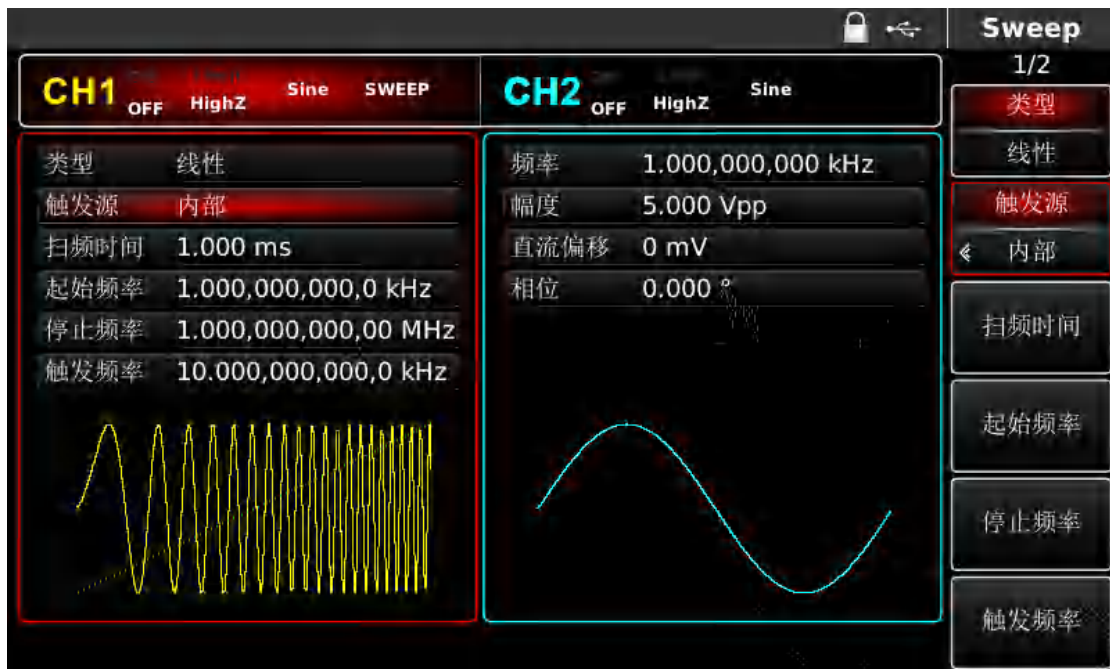 Sweep
1/2
CH1 OFF HighZ Sine SWEEP
CH2 OFF HighZ Sine
类型 线性
触发源 内部
扫频时间 1.000 ms
起始频率 1.000,000,000,0 kHz
停止频率 1.000,000,000,00 MHz
触发频率 10.000,000,000,0 kHz
频率 1.000,000,000 kHz
幅度 5.000 Vpp
直流偏移 0 mV
相位 0.000 °
类型
线性
触发源
内部
扫频时间
起始频率
停止频率
触发频率